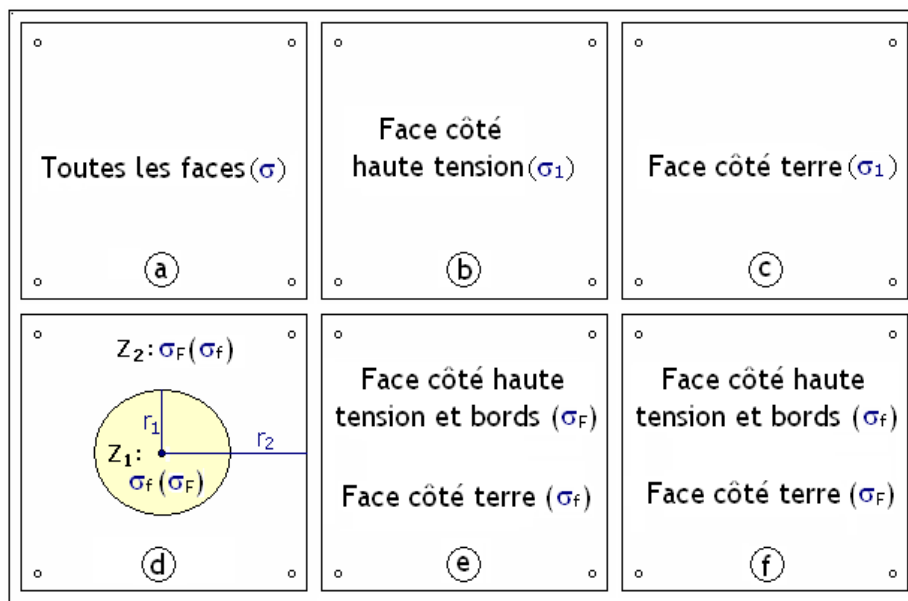 Toutes les faces (σ)
a
Face côté
haute tension (σ₁)
b
Face côté terre (σ₁)
c
Z₂: σF(σf)
r₁
r₂
Z₁:
σf(σF)
d
Face côté haute
tension et bords (σF)
Face côté terre (σf)
e
Face côté haute
tension et bords (σf)
Face côté terre (σF)
f